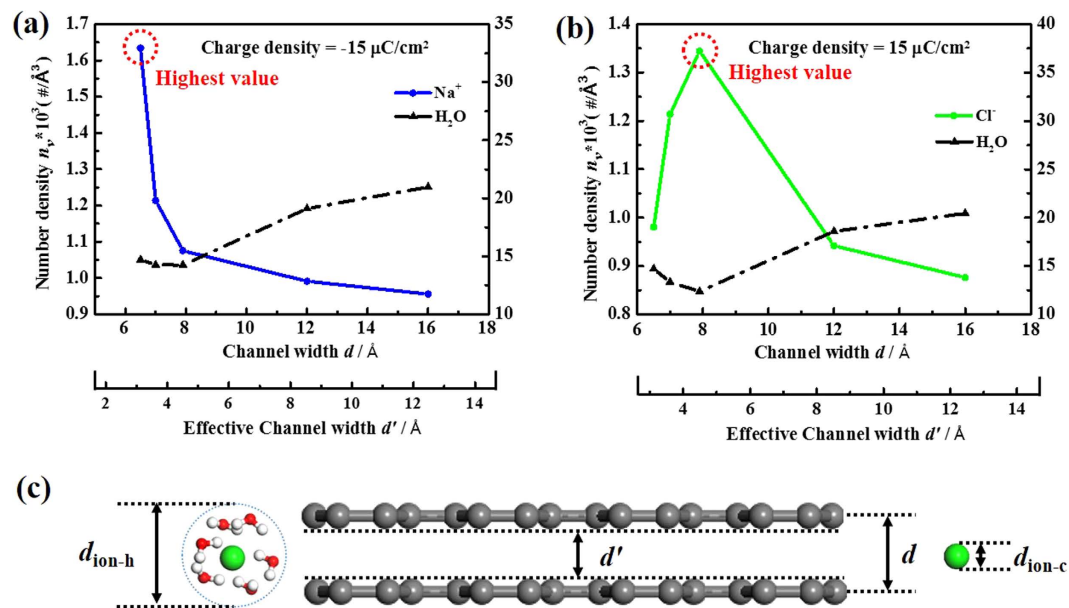 (a)
Charge density = -15 μC/cm²
Highest value
Na⁺
H₂O
Number density nᵥ,*10³ (#/Å³)
1.7
1.6
1.5
1.4
1.3
1.2
1.1
1.0
0.9
35
30
25
20
15
10
6 8 10 12 14 16 18
Channel width d / Å
2 4 6 8 10 12 14
Effective Channel width d′ / Å
(b)
Charge density = 15 μC/cm²
Highest value
Cl⁻
H₂O
Number density nᵥ,*10³ (#/Å³)
1.4
1.3
1.2
1.1
1.0
0.9
0.8
40
35
30
25
20
15
10
6 8 10 12 14 16 18
Channel width d / Å
4 6 8 10 12 14
Effective Channel width d′ / Å
(c)
d ion-h
d′
d
d ion-c